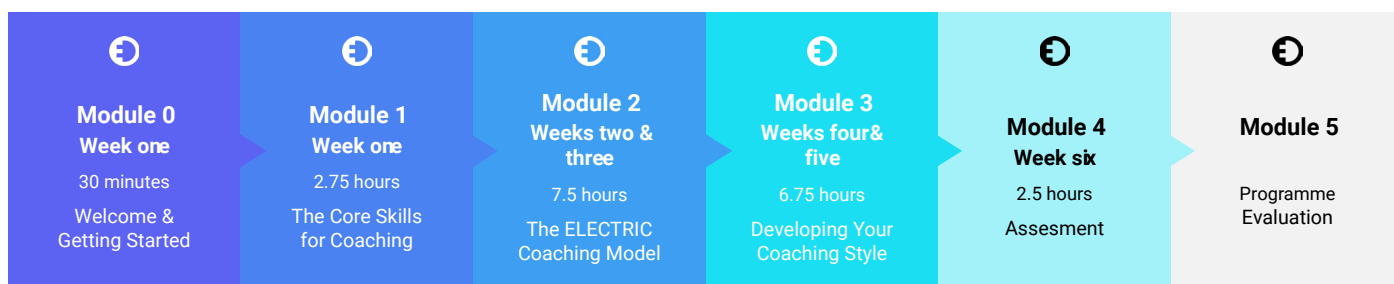 Module 0
Week one
30 minutes
Welcome &
Getting Started
Module 1
Week one
2.75 hours
The Core Skills
for Coaching
Module 2
Weeks two &
three
7.5 hours
The ELECTRIC
Coaching Model
Module 3
Weeks four&
five
6.75 hours
Developing Your
Coaching Style
Module 4
Week six
2.5 hours
Assesment
Module 5
Programme
Evaluation